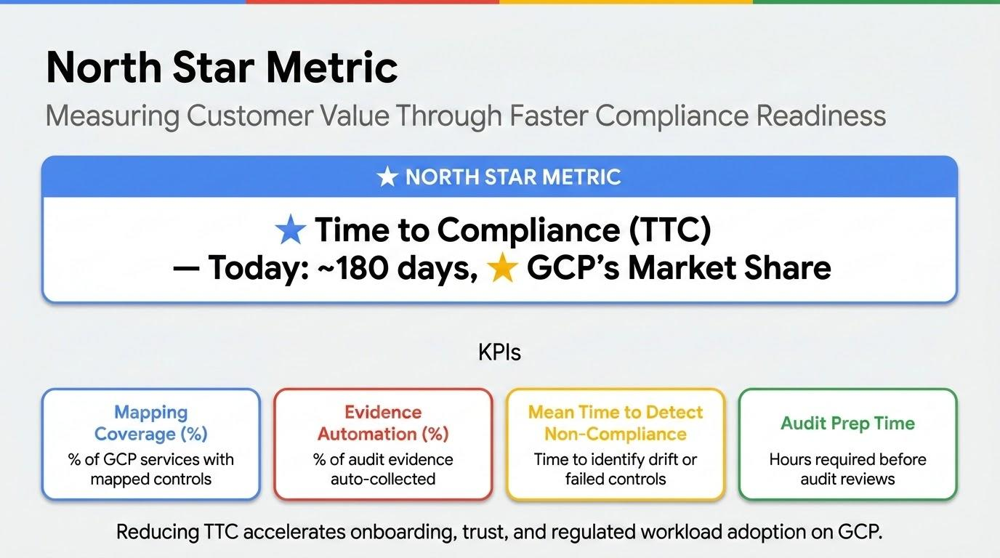 North Star Metric
Measuring Customer Value Through Faster Compliance Readiness
★ NORTH STAR METRIC
★ Time to Compliance (TTC)
— Today: ~180 days, ★ GCP’s Market Share
KPIs
Mapping
Coverage (%)
% of GCP services with
mapped controls
Evidence
Automation (%)
% of audit evidence
auto-collected
Mean Time to Detect
Non-Compliance
Time to identify drift or
failed controls
Audit Prep Time
Hours required before
audit reviews
Reducing TTC accelerates onboarding, trust, and regulated workload adoption on GCP.